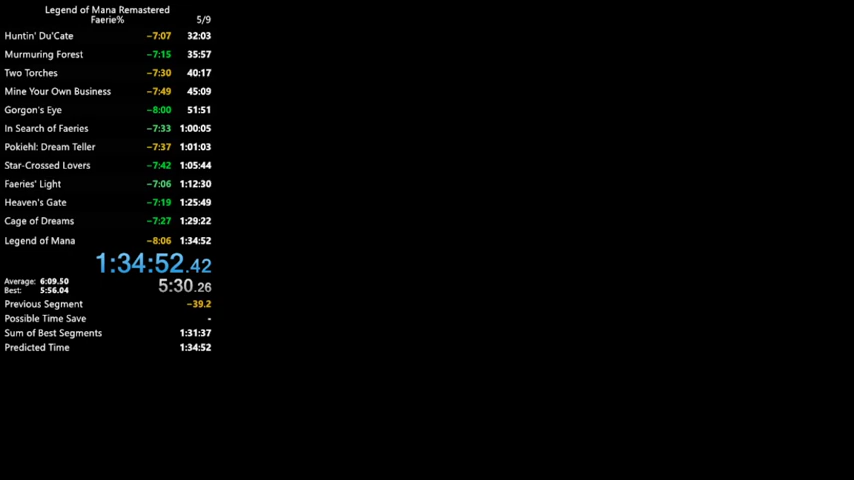 Legend of Mana Remastered
Faerie% 5/9
Huntin' Du'Cate −7:07 32:03
Murmuring Forest −7:15 35:57
Two Torches −7:30 40:17
Mine Your Own Business −7:49 45:09
Gorgon's Eye −8:00 51:51
In Search of Faeries −7:33 1:00:05
Pokiehl: Dream Teller −7:37 1:01:03
Star-Crossed Lovers −7:42 1:05:44
Faeries' Light −7:06 1:12:30
Heaven's Gate −7:19 1:25:49
Cage of Dreams −7:27 1:29:22
Legend of Mana −8:06 1:34:52
1:34:52.42
Average: 6:09.50
Best: 5:56.04
5:30.26
Previous Segment −39.2
Possible Time Save -
Sum of Best Segments 1:31:37
Predicted Time 1:34:52